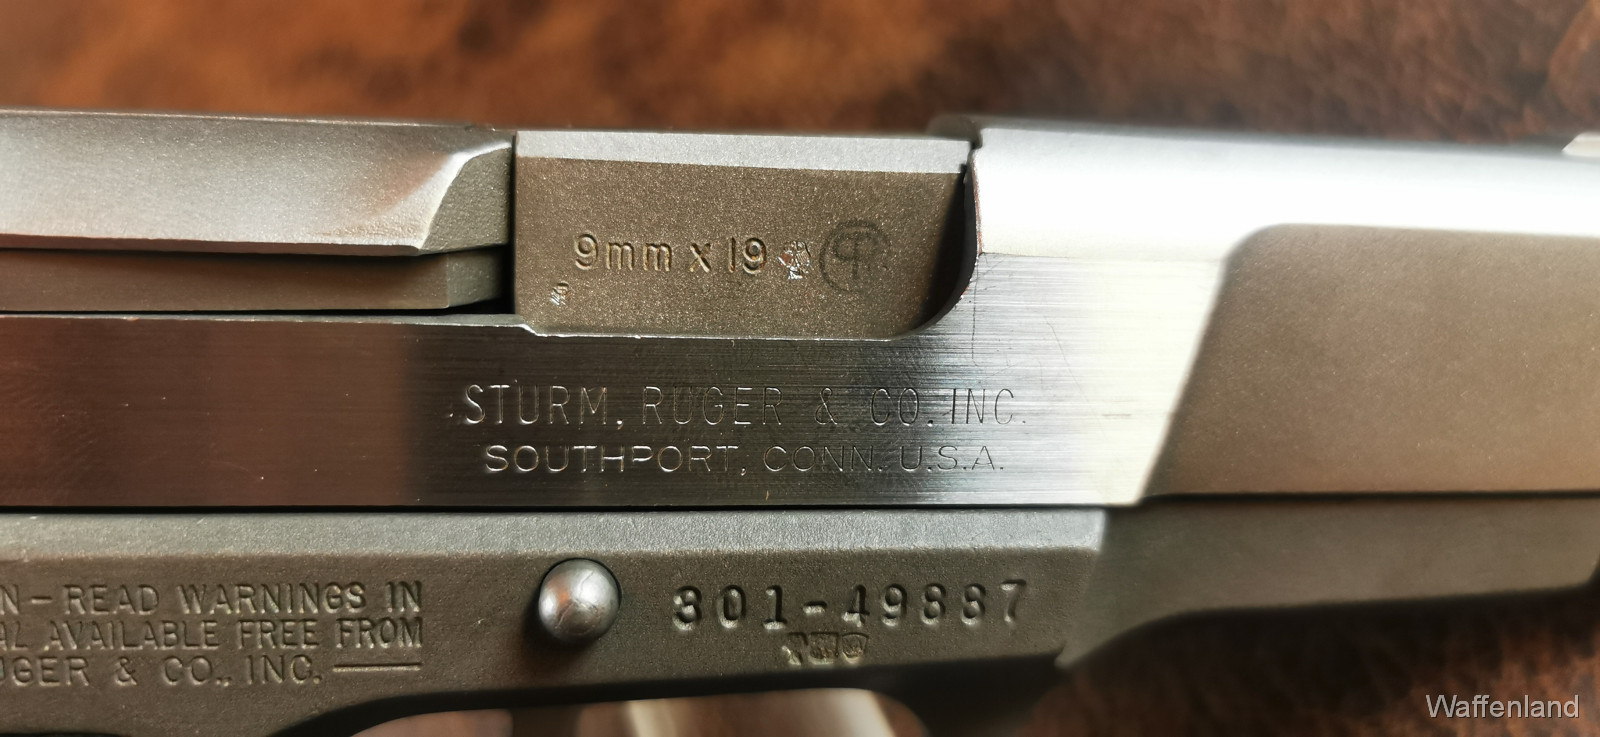 9mm x 19 PT
STURM, RUGER & CO. INC.
SOUTHPORT, CONN. U.S.A.
N — READ WARNINGS IN
AL AVAILABLE FREE FROM
UGER & CO., INC.
301-49887
Waffenland